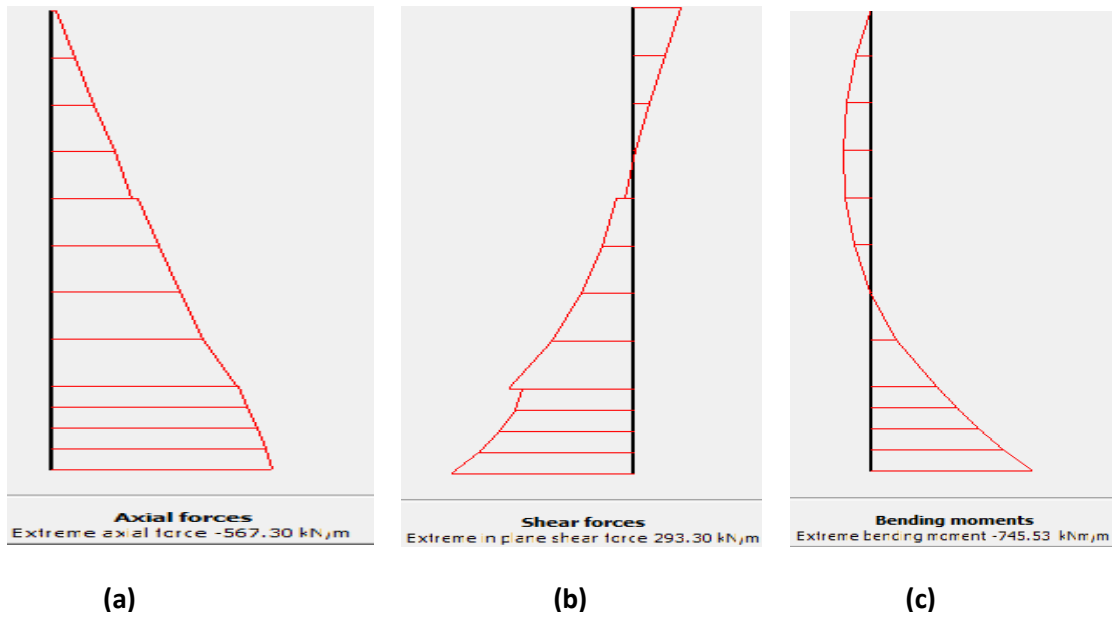 Axial forces
Extreme axial force -567.30 kN/m
Shear forces
Extreme in plane shear force 293.30 kN/m
Bending moments
Extreme bending moment -745.53 kNm/m
(a)
(b)
(c)